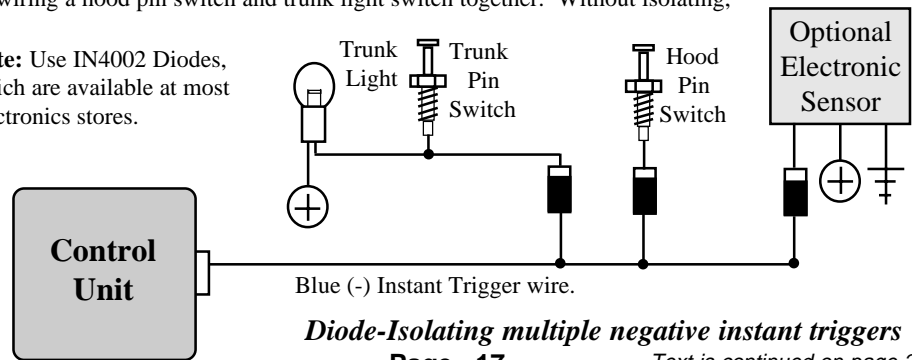 wiring a hood pin switch and trunk light switch together. Without isolating,
te: Use IN4002 Diodes,
ich are available at most
ctronics stores.
Trunk
Light
Trunk
Pin
Switch
Hood
Pin
Switch
Optional
Electronic
Sensor
Control
Unit
Blue (-) Instant Trigger wire.
Diode-Isolating multiple negative instant triggers
Page - 17
Text is continued on page